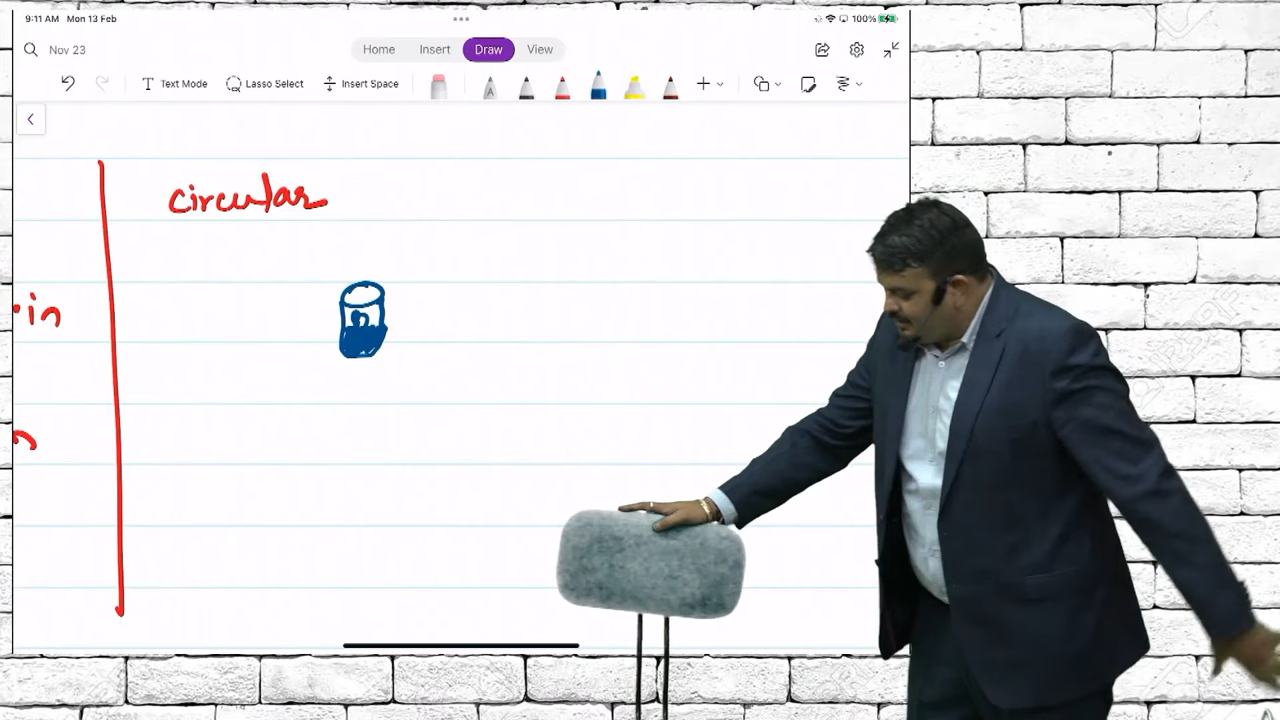 9:11 AM Mon 13 Feb
100%
Nov 23
Home Insert Draw View
Text Mode Lasso Select Insert Space
circular
in
n